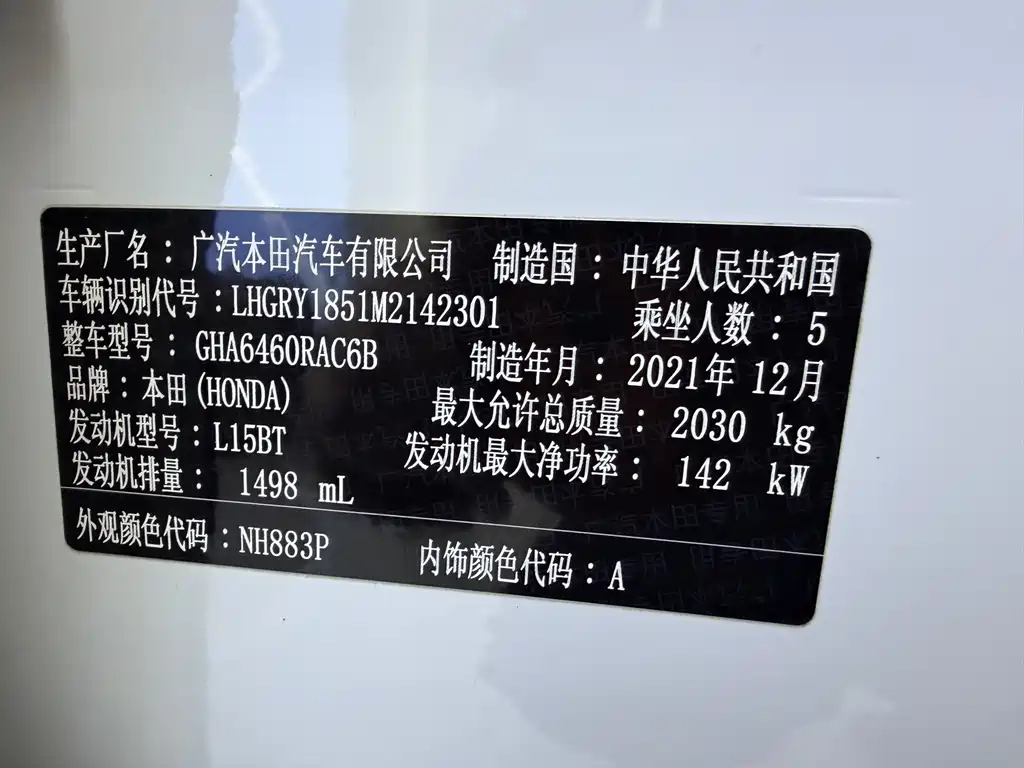 生产厂名：广汽本田汽车有限公司 制造国：中华人民共和国
车辆识别代号：LHGRY1851M2142301 乘坐人数：5
整车型号：GHA6460RAC6B 制造年月：2021年 12月
品牌：本田(HONDA) 最大允许总质量：2030 kg
发动机型号：L15BT 发动机最大净功率：142 kW
发动机排量：1498 mL
外观颜色代码：NH883P 内饰颜色代码：A